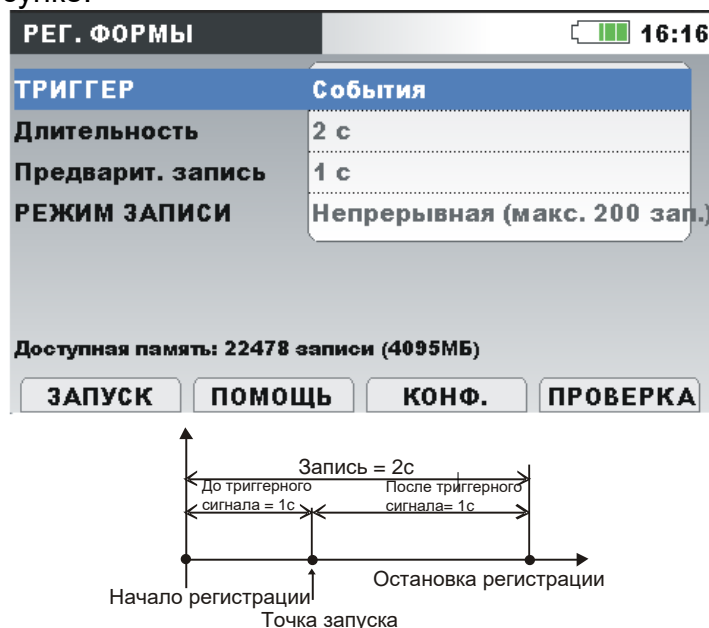 РЕГ. ФОРМЫ 16:16
ТРИГГЕР События
Длительность 2 с
Предварит. запись 1 с
РЕЖИМ ЗАПИСИ Непрерывная (макс. 200 зап.)
Доступная память: 22478 записи (4095МБ)
ЗАПУСК ПОМОЩЬ КОНФ. ПРОВЕРКА
Запись = 2с
До триггерного
сигнала = 1с
После триггерного
сигнала= 1с
Остановка регистрации
Начало регистрации
Точка запуска